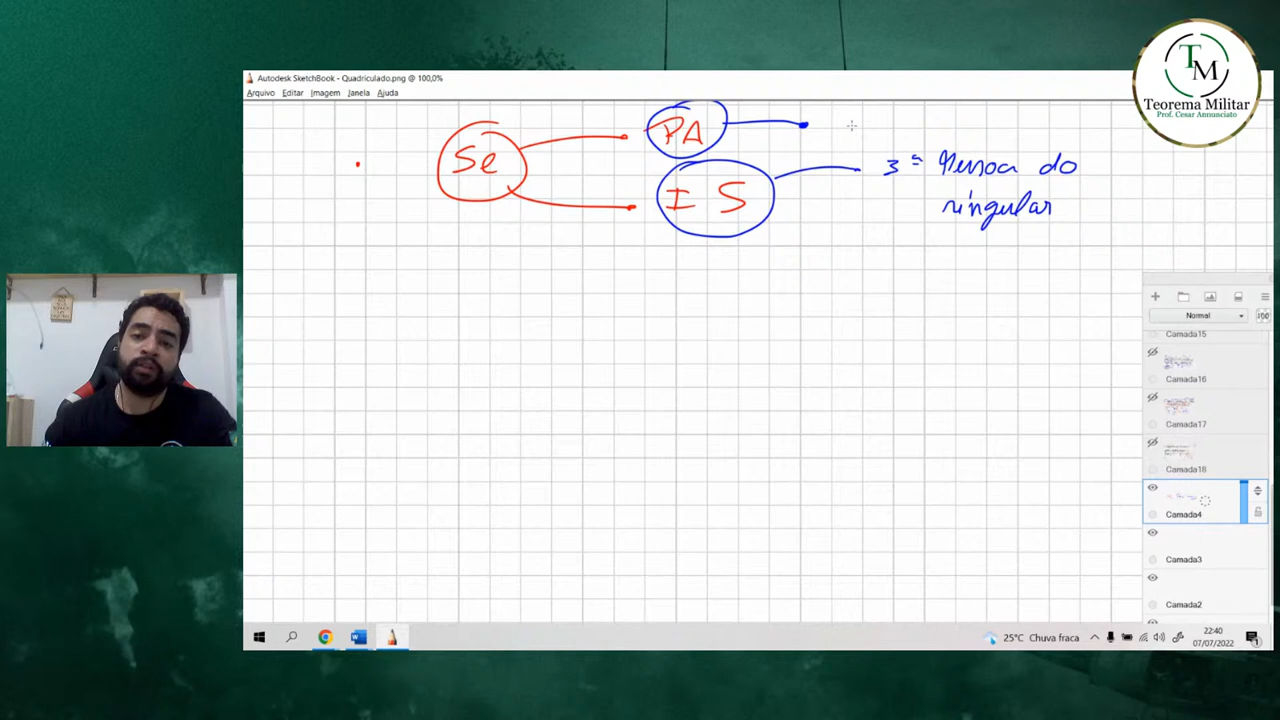 TM
Teorema Militar
Prof. Cesar Annunciato
Autodesk SketchBook - Quadriculado.png @ 100,0%
Arquivo Editar Imagem Janela Ajuda
Se
PA
I S
3ª Pessoa do
singular
Normal
100
Camada15
Camada16
Camada17
Camada18
Camada4
Camada3
Camada2
25°C Chuva fraca
22:40
07/07/2022